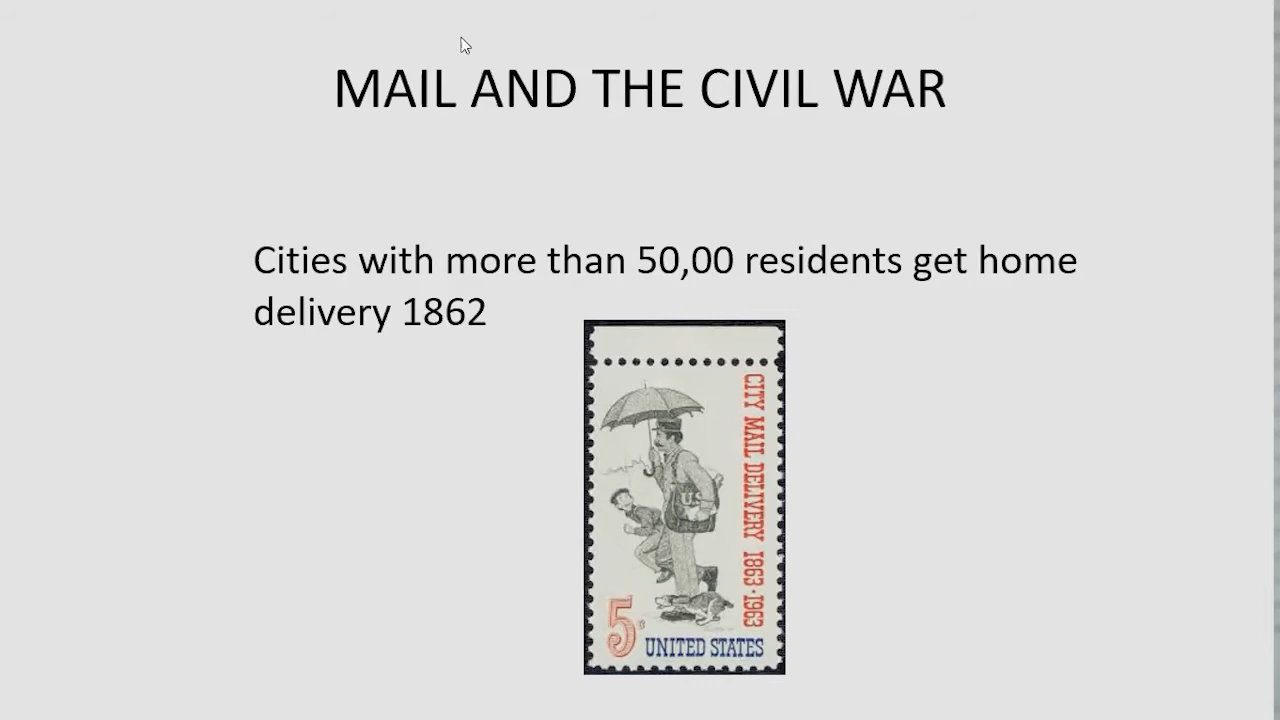 MAIL AND THE CIVIL WAR
Cities with more than 50,00 residents get home
delivery 1862
CITY MAIL DELIVERY 1863·1963
U.S
5c
UNITED STATES